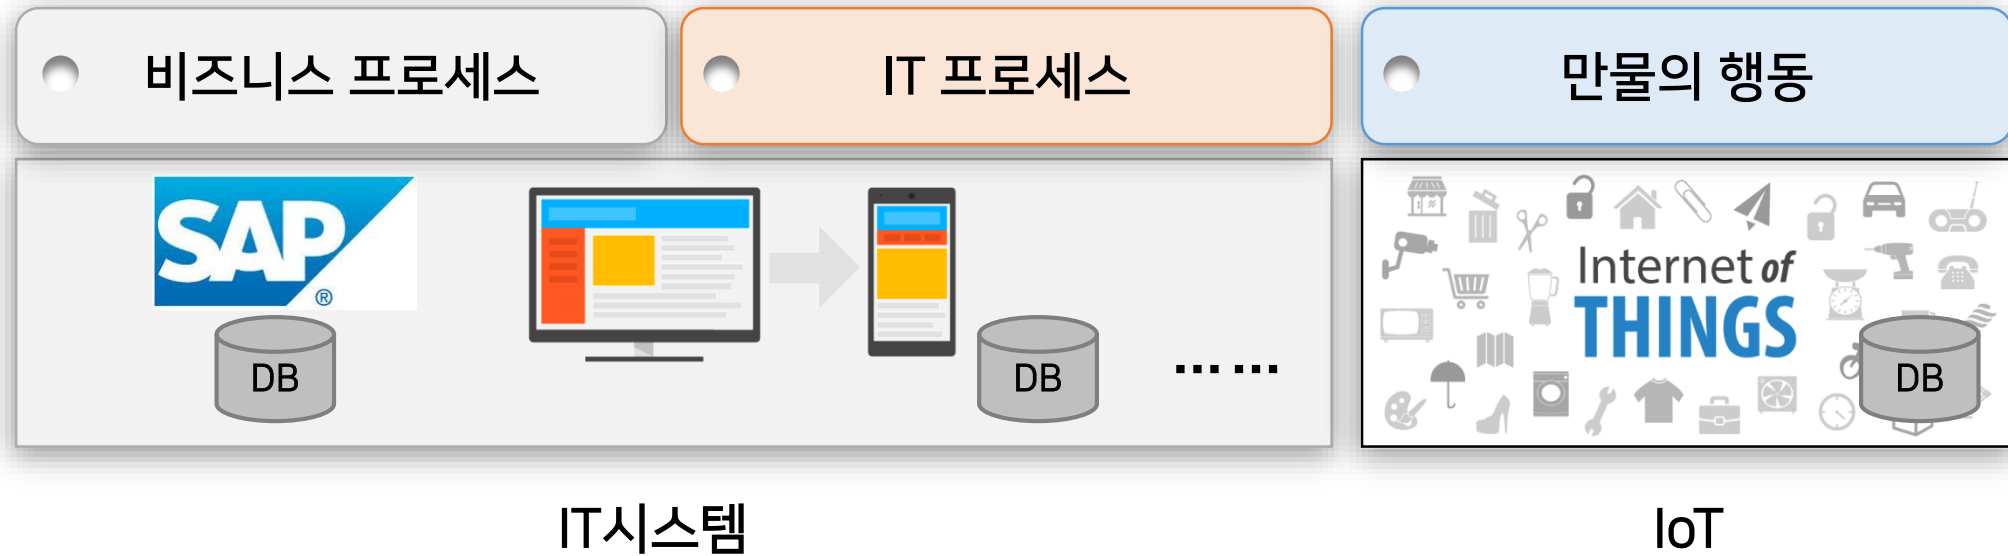 비즈니스 프로세스
IT 프로세스
만물의 행동
SAP
®
DB
DB
……
Internet of
THINGS
DB
IT시스템
IoT